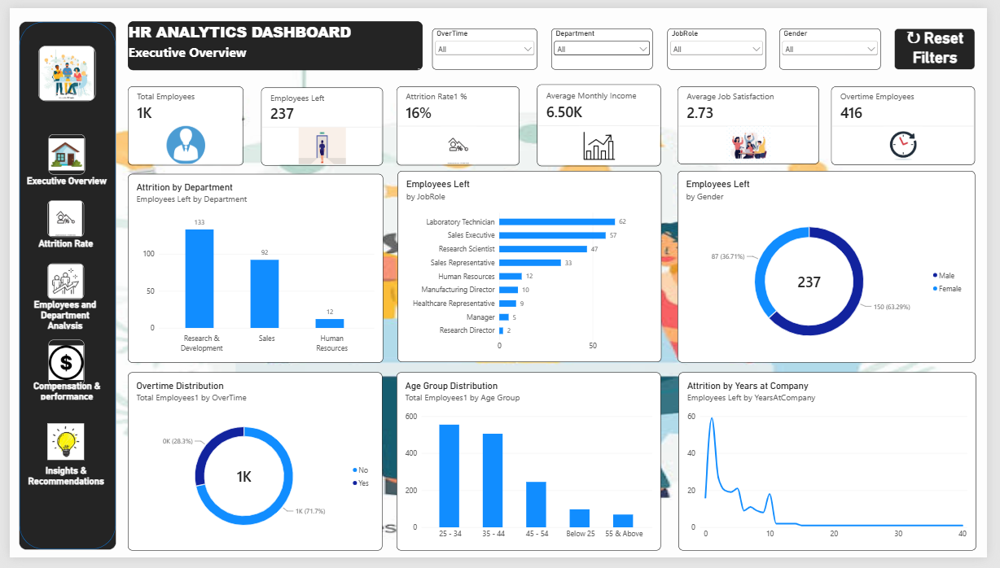 HR ANALYTICS DASHBOARD
Executive Overview
OverTime
All
Department
All
JobRole
All
Gender
All
↻ Reset
Filters
Executive Overview
Attrition Rate
Employees and
Department
Analysis
Compensation &
performance
Insights &
Recommendations
Total Employees
1K
Employees Left
237
Attrition Rate1 %
16%
Average Monthly Income
6.50K
Average Job Satisfaction
2.73
Overtime Employees
416
Attrition by Department
Employees Left by Department
133
92
12
100
50
0
Research &
Development
Sales
Human
Resources
Employees Left
by JobRole
Laboratory Technician 62
Sales Executive 57
Research Scientist 47
Sales Representative 33
Human Resources 12
Manufacturing Director 10
Healthcare Representative 9
Manager 5
Research Director 2
0 50
Employees Left
by Gender
87 (36.71%)
237
150 (63.29%)
Male
Female
Overtime Distribution
Total Employees1 by OverTime
0K (28.3%)
1K
1K (71.7%)
No
Yes
Age Group Distribution
Total Employees1 by Age Group
600
400
200
0
25 - 34 35 - 44 45 - 54 Below 25 55 & Above
Attrition by Years at Company
Employees Left by YearsAtCompany
60
40
20
0
0 10 20 30 40